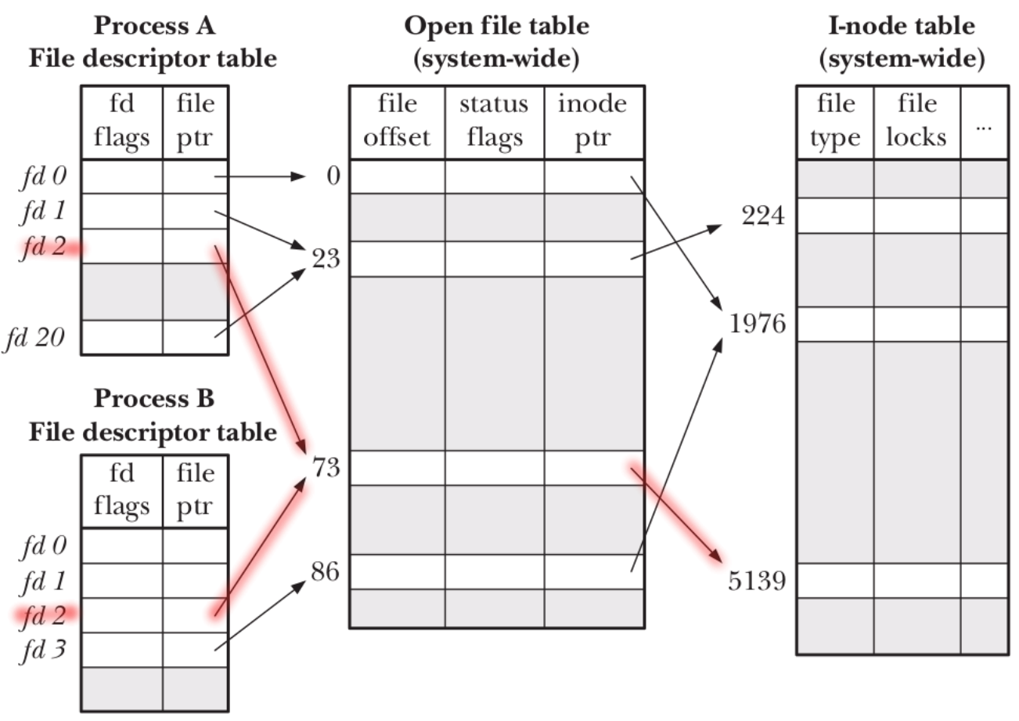 Process A
File descriptor table
fd
flags
file
ptr
fd 0
fd 1
fd 2
fd 20
Process B
File descriptor table
fd
flags
file
ptr
fd 0
fd 1
fd 2
fd 3
Open file table
(system-wide)
file
offset
status
flags
inode
ptr
0
23
73
86
I-node table
(system-wide)
file
type
file
locks
...
224
1976
5139